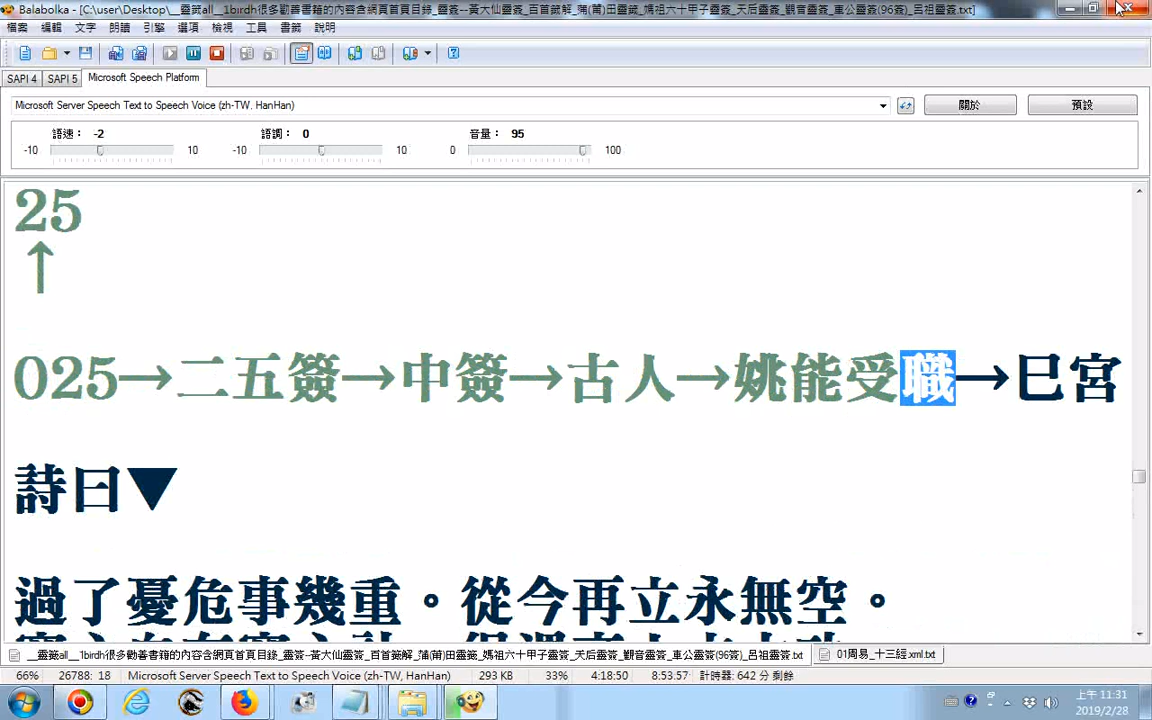 Balabolka - [C:\user\Desktop\__靈籤all__1birdh很多勸善書籍的內容含網頁首頁目錄_靈簽--黃大仙靈簽_百首籤解_蒲(莆)田靈籤_媽祖六十甲子靈簽_天后靈簽_觀音靈簽_車公靈簽(96簽)_呂祖靈簽.txt]
檔案 編輯 文字 朗讀 引擎 選項 檢視 工具 書籤 說明
SAPI 4 SAPI 5 Microsoft Speech Platform
Microsoft Server Speech Text to Speech Voice (zh-TW, HanHan) 關於 預設
語速： -2 語調： 0 音量： 95
-10 10 -10 10 0 100
25
↑
025→二五簽→中簽→古人→姚能受職→巳宮
詩曰▼
過了憂危事幾重。從今再立永無空。
__靈籤all__1birdh很多勸善書籍的內容含網頁首頁目錄_靈簽--黃大仙靈簽_百首籤解_蒲(莆)田靈籤_媽祖六十甲子靈簽_天后靈簽_觀音靈簽_車公靈簽(96簽)_呂祖靈簽.txt 01周易_十三經.xml.txt
66% 26788: 18 Microsoft Server Speech Text to Speech Voice (zh-TW, HanHan) 293 KB 33% 4:18:50 8:53:57 計時器: 642 分 剩餘
上午 11:31
2019/2/28